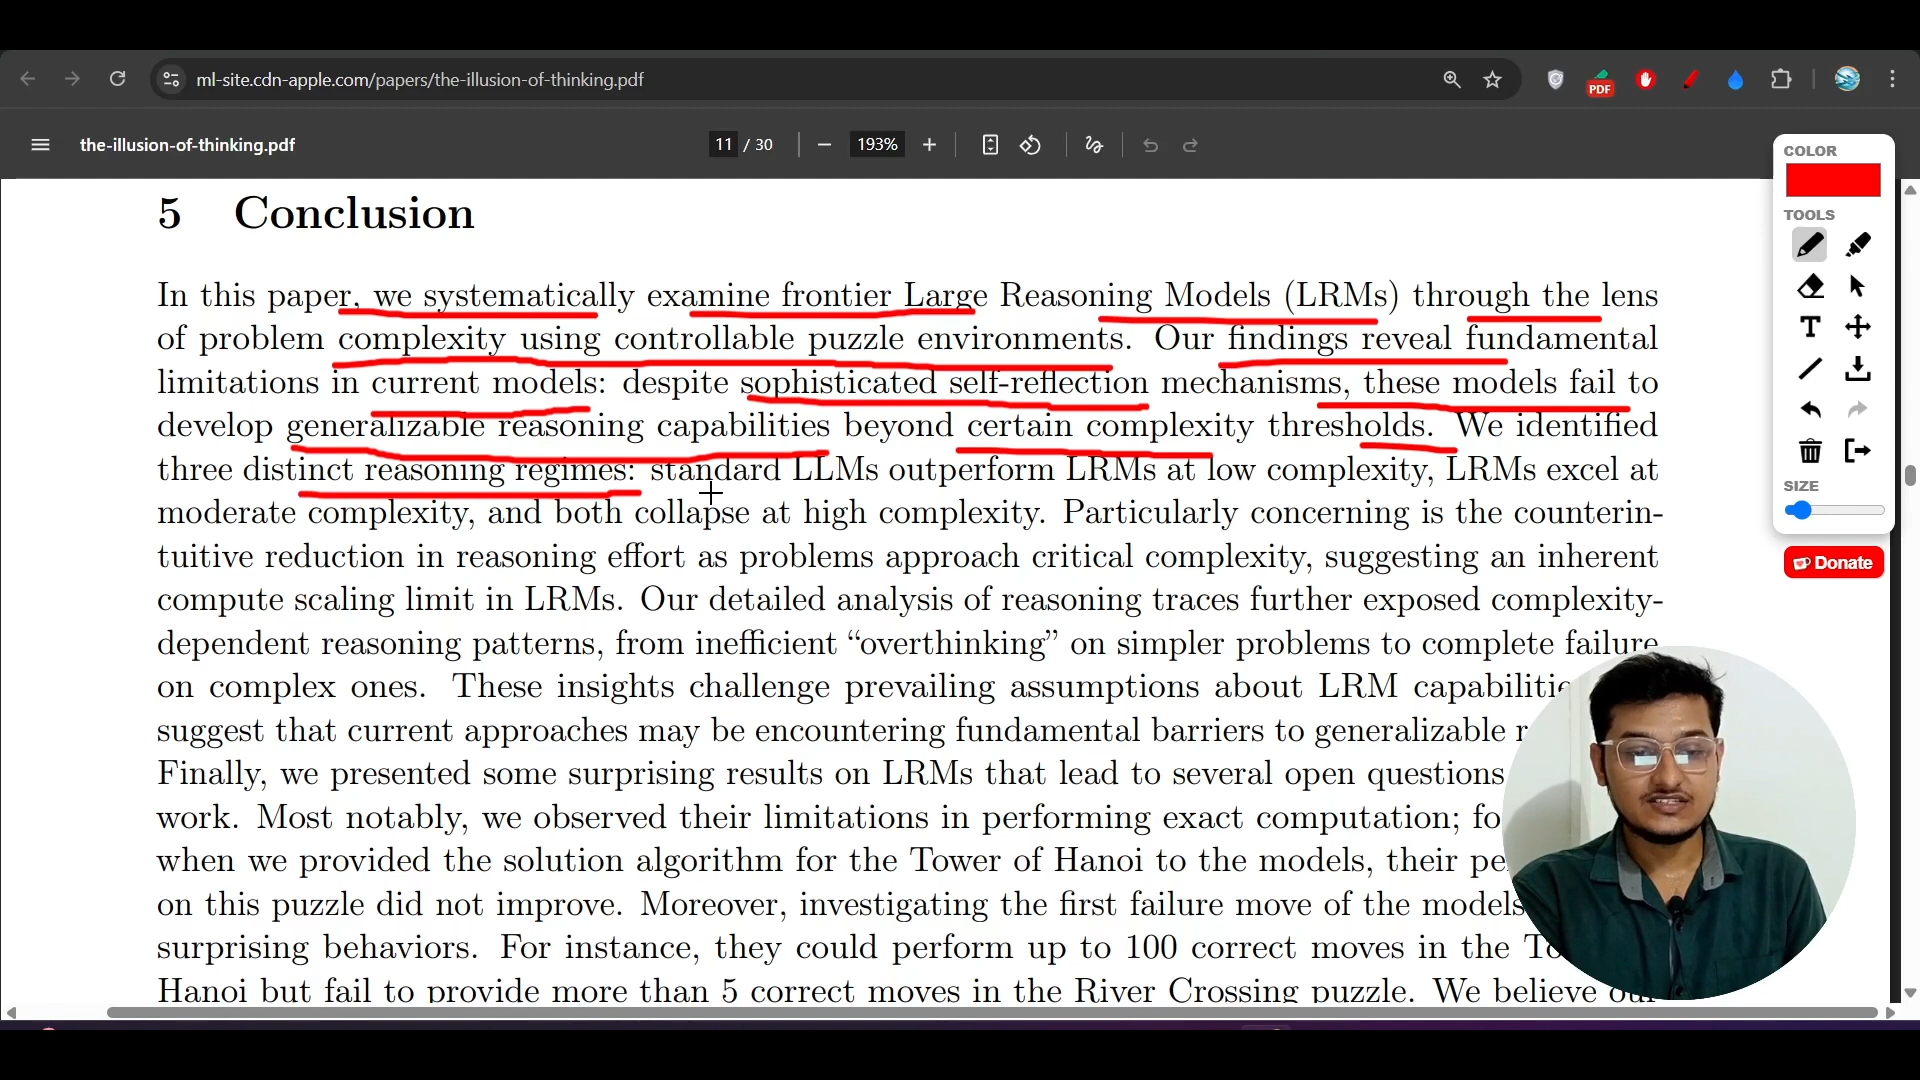 ml-site.cdn-apple.com/papers/the-illusion-of-thinking.pdf
PDF
the-illusion-of-thinking.pdf
11 / 30
193%
COLOR
TOOLS
T
SIZE
Donate
5 Conclusion
In this paper, we systematically examine frontier Large Reasoning Models (LRMs) through the lens
of problem complexity using controllable puzzle environments. Our findings reveal fundamental
limitations in current models: despite sophisticated self-reflection mechanisms, these models fail to
develop generalizable reasoning capabilities beyond certain complexity thresholds. We identified
three distinct reasoning regimes: standard LLMs outperform LRMs at low complexity, LRMs excel at
moderate complexity, and both collapse at high complexity. Particularly concerning is the counterin-
tuitive reduction in reasoning effort as problems approach critical complexity, suggesting an inherent
compute scaling limit in LRMs. Our detailed analysis of reasoning traces further exposed complexity-
dependent reasoning patterns, from inefficient “overthinking” on simpler problems to complete failure
on complex ones. These insights challenge prevailing assumptions about LRM
suggest that current approaches may be encountering fundamental barriers to generalizable
Finally, we presented some surprising results on LRMs that lead to several open questions
work. Most notably, we observed their limitations in performing exact computation;
when we provided the solution algorithm for the Tower of Hanoi to the models, their
on this puzzle did not improve. Moreover, investigating the first failure move of the models
surprising behaviors. For instance, they could perform up to 100 correct moves in the
Hanoi but fail to provide more than 5 correct moves in the River Crossing puzzle. We believe our